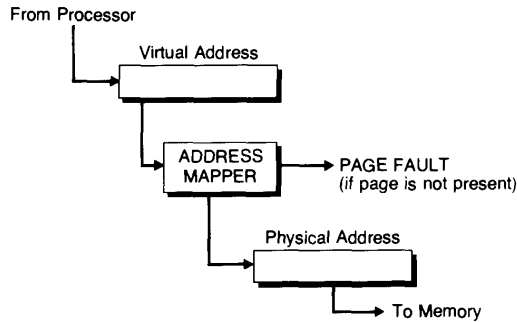 From Processor
Virtual Address
ADDRESS
MAPPER
PAGE FAULT
(if page is not present)
Physical Address
To Memory